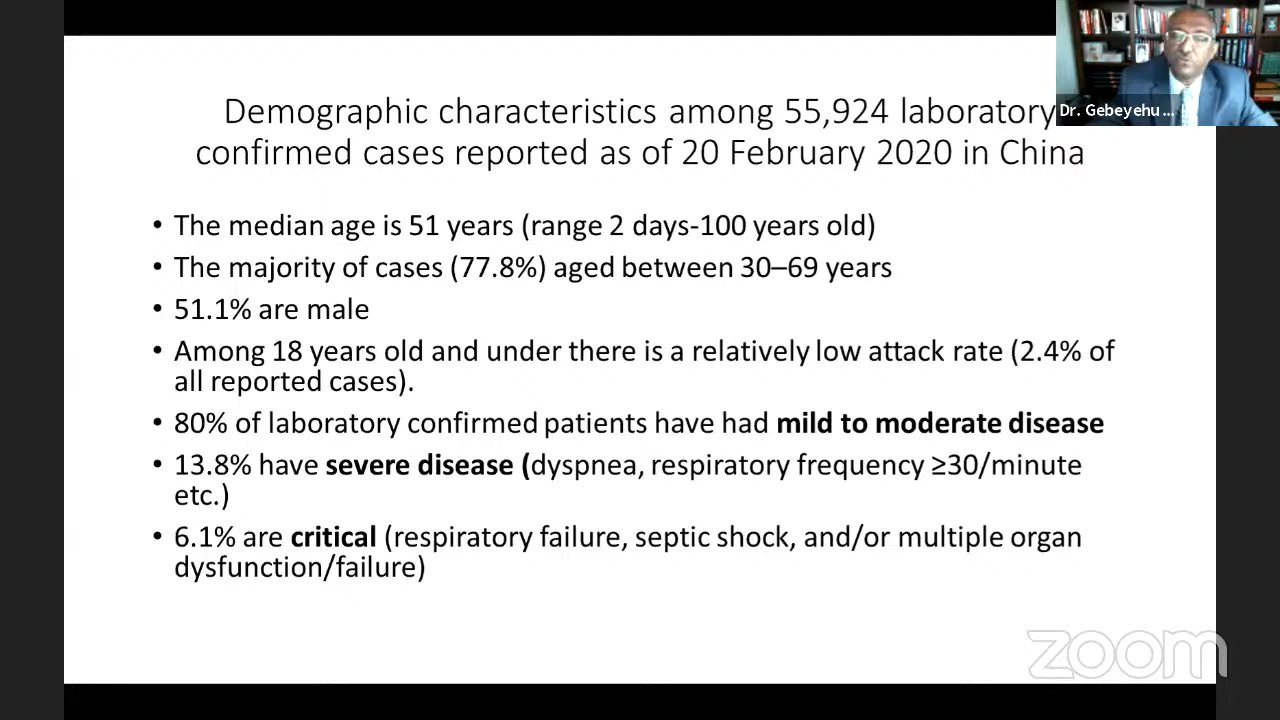 Demographic characteristics among 55,924 laboratory
confirmed cases reported as of 20 February 2020 in China
Dr. Gebeyehu ...
• The median age is 51 years (range 2 days-100 years old)
• The majority of cases (77.8%) aged between 30–69 years
• 51.1% are male
• Among 18 years old and under there is a relatively low attack rate (2.4% of
all reported cases).
• 80% of laboratory confirmed patients have had mild to moderate disease
• 13.8% have severe disease (dyspnea, respiratory frequency ≥30/minute
etc.)
• 6.1% are critical (respiratory failure, septic shock, and/or multiple organ
dysfunction/failure)
zoom